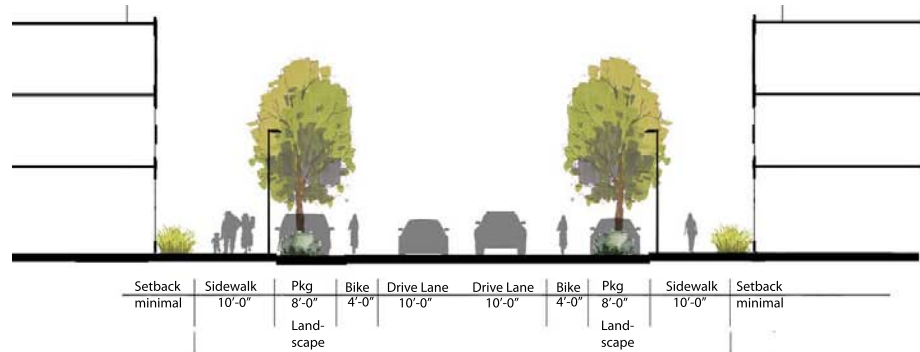 Setback Sidewalk Pkg Bike Drive Lane Drive Lane Bike Pkg Sidewalk Setback
minimal 10'-0" 8'-0" 4'-0" 10'-0" 10'-0" 4'-0" 8'-0" 10'-0" minimal
Land- Land-
scape scape